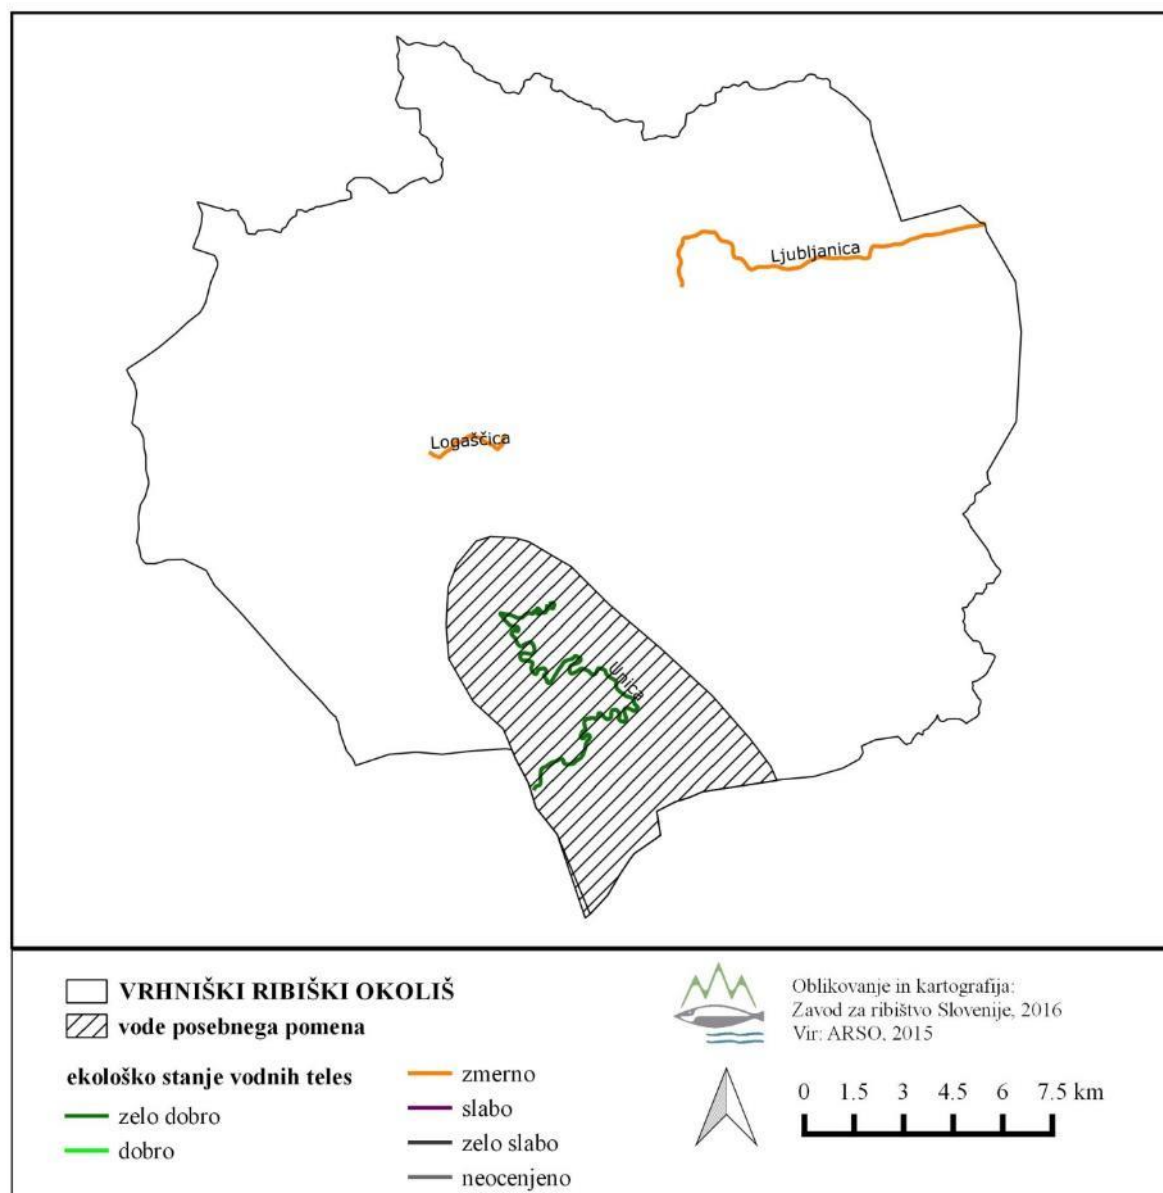 Ljubljanica
Logaščica
Unica
VRHNIŠKI RIBIŠKI OKOLIŠ
vode posebnega pomena
ekološko stanje vodnih teles
zelo dobro
dobro
zmerno
slabo
zelo slabo
neocenjeno
Oblikovanje in kartografija:
Zavod za ribištvo Slovenije, 2016
Vir: ARSO, 2015
0 1.5 3 4.5 6 7.5 km